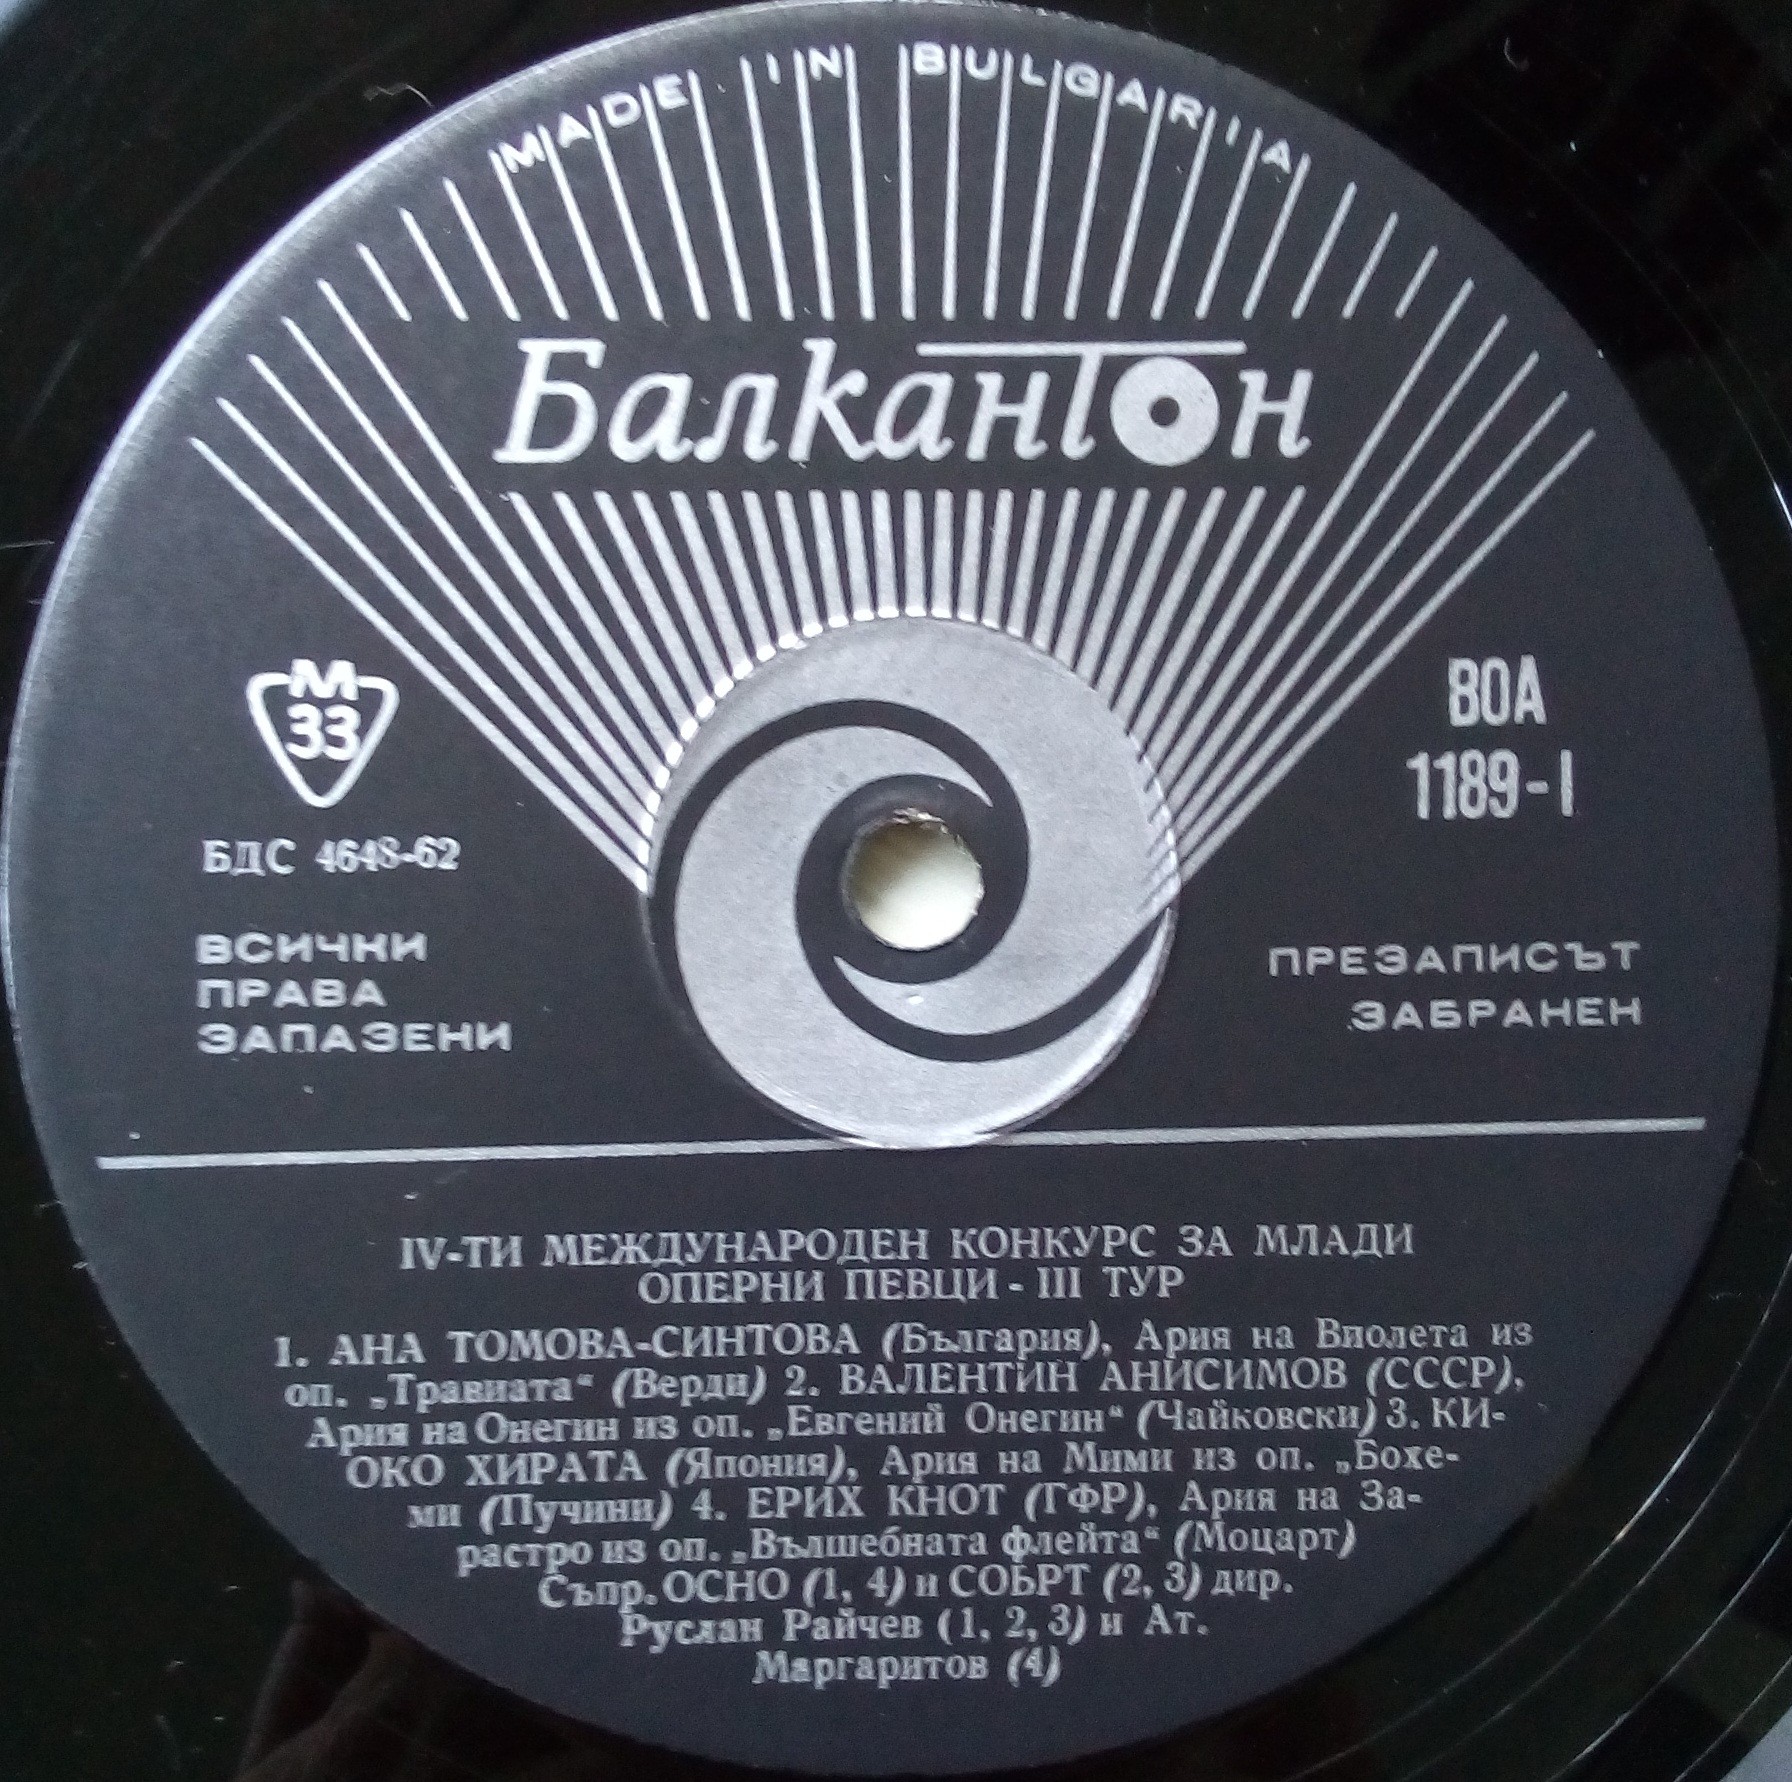 MADE IN BULGARIA
Балкантон
М
33
БДС 4648-62
ВСИЧКИ
ПРАВА
ЗАПАЗЕНИ
ВОА
1189-I
ПРЕЗАПИСЪТ
ЗАБРАНЕН
IV-ТИ МЕЖДУНАРОДЕН КОНКУРС ЗА МЛАДИ
ОПЕРНИ ПЕВЦИ - III ТУР
1. АНА ТОМОВА-СИНТОВА (България), Ария на Виолета из
оп. „Травиата“ (Верди) 2. ВАЛЕНТИН АНИСИМОВ (СССР),
Ария на Онегин из оп. „Евгений Онегин“ (Чайковски) 3. КИ-
ОКО ХИРАТА (Япония), Ария на Мими из оп. „Бохе-
ми (Пучини) 4. ЕРИХ КНОТ (ГФР), Ария на За-
растро из оп. „Вълшебната флейта“ (Моцарт)
Съпр. ОСНО (1, 4) и СОБРТ (2, 3) дир.
Руслан Райчев (1, 2, 3) и Ат.
Маргаритов (4)